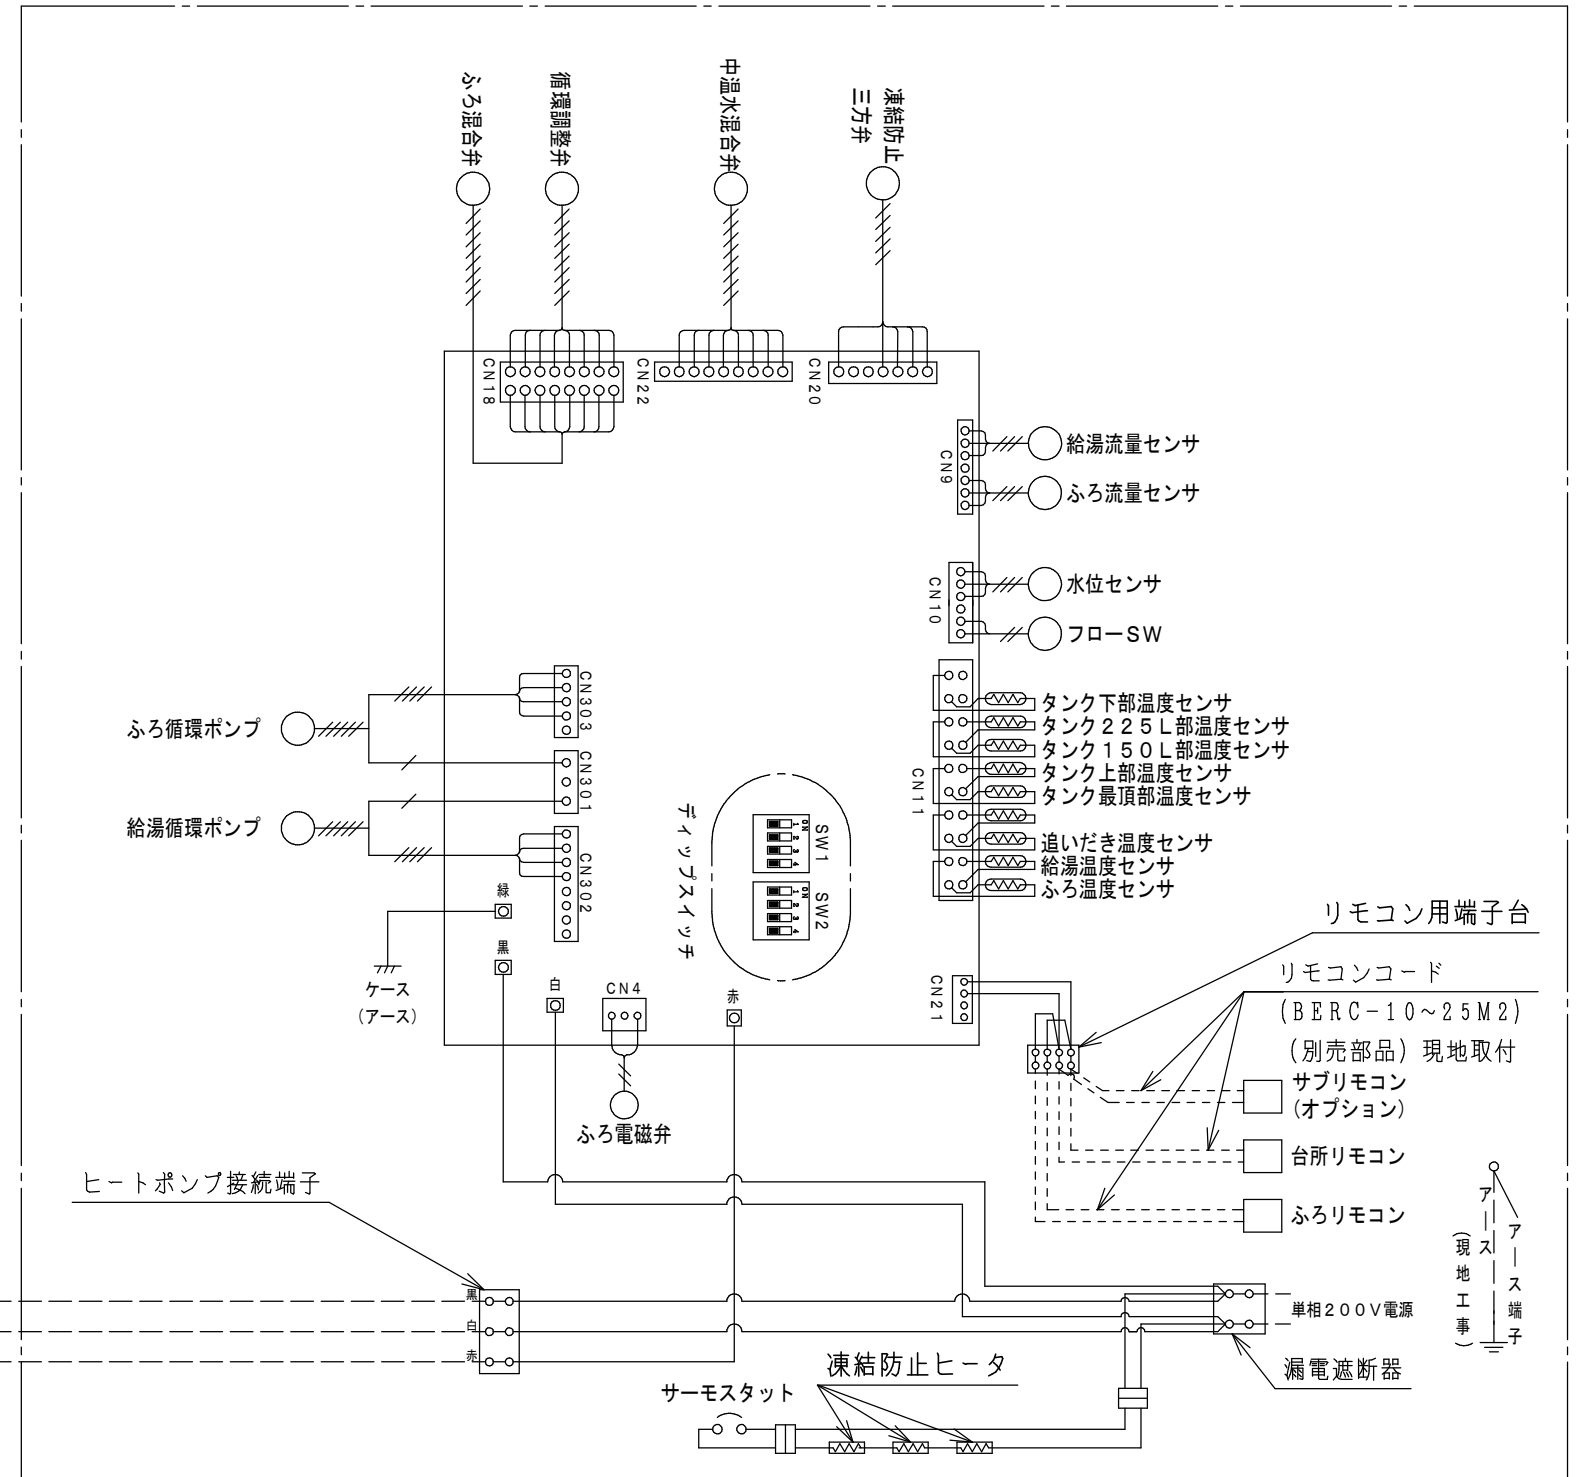 ふろ混合弁
循環調整弁
中温水混合弁
凍結防止
三方弁
CN18
CN22
CN20
CN9
給湯流量センサ
ふろ流量センサ
CN10
水位センサ
フローSW
CN11
タンク下部温度センサ
タンク225L部温度センサ
タンク150L部温度センサ
タンク上部温度センサ
タンク最頂部温度センサ
追いだき温度センサ
給湯温度センサ
ふろ温度センサ
ふろ循環ポンプ
給湯循環ポンプ
CN303
CN301
CN302
ディップスイッチ
SW1
ON
1
2
3
4
SW2
ON
1
2
3
4
緑
黒
ケース
(アース)
白
CN4
赤
ふろ電磁弁
CN21
リモコン用端子台
リモコンコード
(BERC-10~25M2)
(別売部品)現地取付
サブリモコン
(オプション)
台所リモコン
ふろリモコン
アース
(現地工事)
アース端子
ヒートポンプ接続端子
黒
白
赤
単相200V電源
漏電遮断器
凍結防止ヒータ
サーモスタット